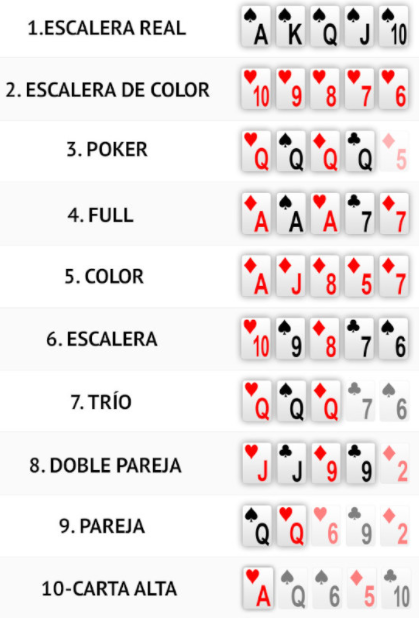 1.ESCALERA REAL A K Q J 10
2. ESCALERA DE COLOR 10 9 8 7 6
3. POKER Q Q Q Q 5
4. FULL A A A 7 7
5. COLOR A J 8 5 7
6. ESCALERA 10 9 8 7 6
7. TRÍO Q Q Q 7 6
8. DOBLE PAREJA J J 9 9 2
9. PAREJA Q Q 6 9 2
10-CARTA ALTA A Q 6 5 10